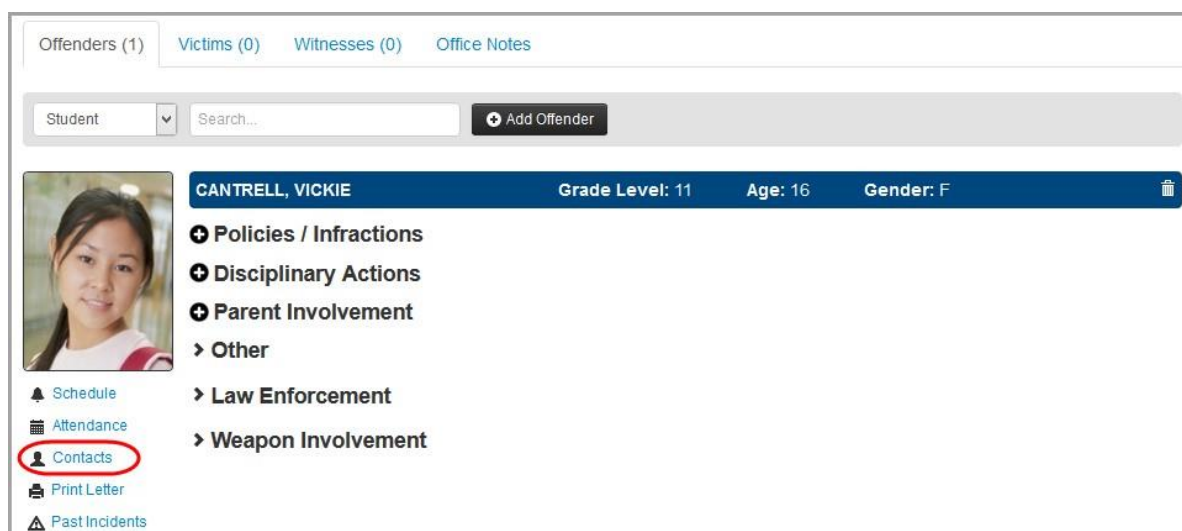 Offenders (1) Victims (0) Witnesses (0) Office Notes
Student Search... Add Offender
CANTRELL, VICKIE Grade Level: 11 Age: 16 Gender: F
Policies / Infractions
Disciplinary Actions
Parent Involvement
Other
Law Enforcement
Weapon Involvement
Schedule
Attendance
Contacts
Print Letter
Past Incidents